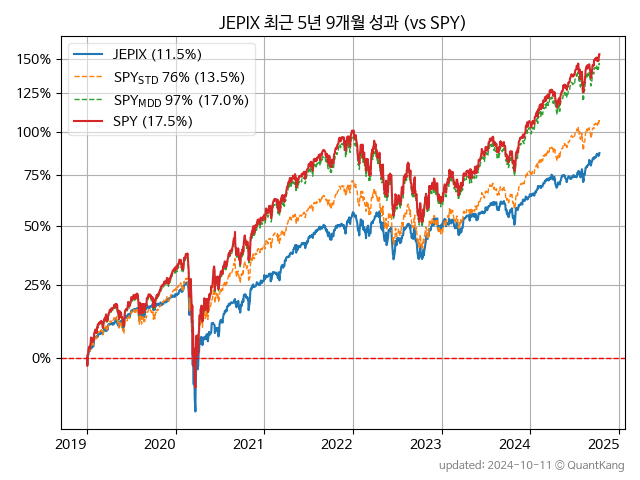 JEPIX 최근 5년 9개월 성과 (vs SPY)
JEPIX (11.5%)
SPY_STD 76% (13.5%)
SPY_MDD 97% (17.0%)
SPY (17.5%)
150%
125%
100%
75%
50%
25%
0%
2019 2020 2021 2022 2023 2024 2025
updated: 2024-10-11 © QuantKang